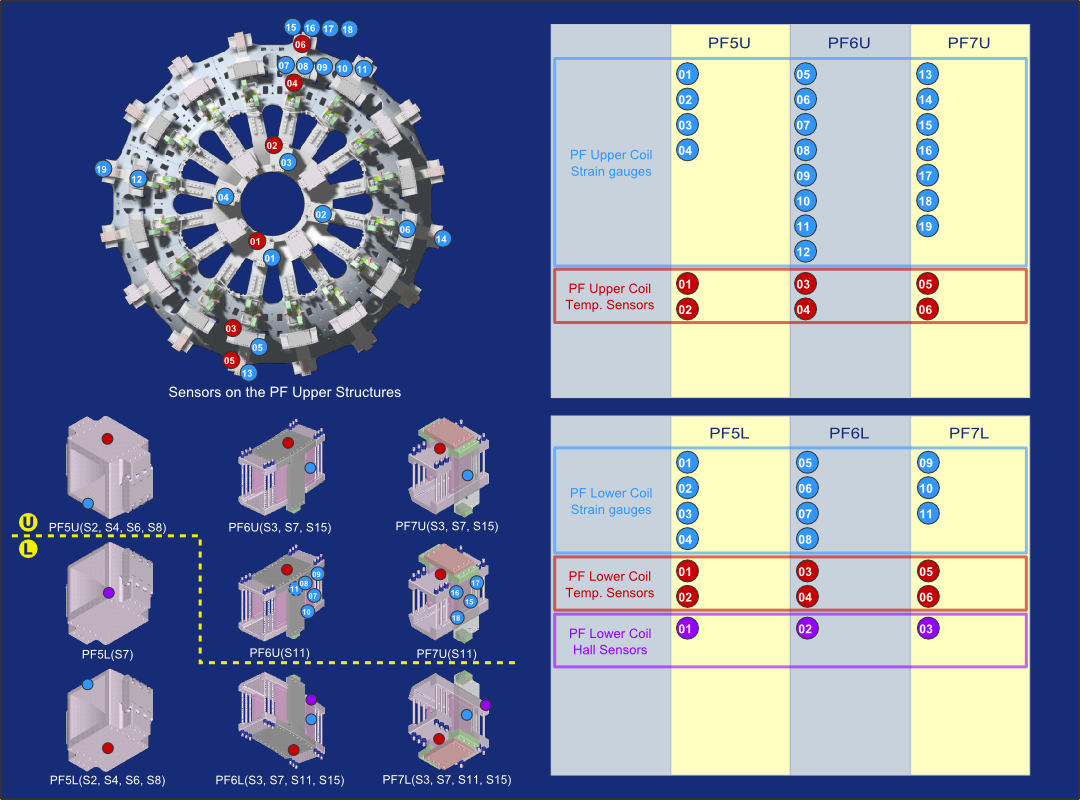 15 16 17 18
06
07 08 09 10 11
04
02
03
19
12
04
02
06
14
01
01
03
05
05
13
Sensors on the PF Upper Structures
PF5U(S2, S4, S6, S8)
PF6U(S3, S7, S15)
PF7U(S3, S7, S15)
U
L
09
08
11
07
10
17
16
15
18
PF5L(S7)
PF6U(S11)
PF7U(S11)
PF5L(S2, S4, S6, S8)
PF6L(S3, S7, S11, S15)
PF7L(S3, S7, S11, S15)
PF5U PF6U PF7U
PF Upper Coil
Strain gauges
01 05 13
02 06 14
03 07 15
04 08 16
09 17
10 18
11 19
12
PF Upper Coil
Temp. Sensors
01 03 05
02 04 06
PF5L PF6L PF7L
PF Lower Coil
Strain gauges
01 05 09
02 06 10
03 07 11
04 08
PF Lower Coil
Temp. Sensors
01 03 05
02 04 06
PF Lower Coil
Hall Sensors
01 02 03